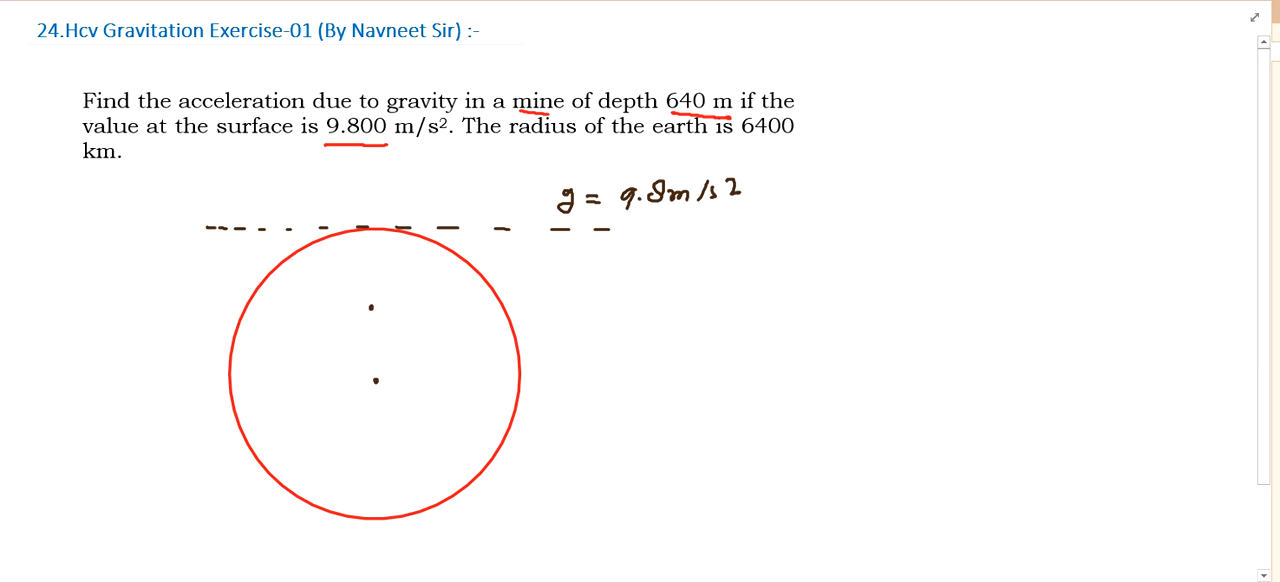 24.Hcv Gravitation Exercise-01 (By Navneet Sir) :-
Find the acceleration due to gravity in a mine of depth 640 m if the
value at the surface is 9.800 m/s². The radius of the earth is 6400
km.
g = 9.8m/s2